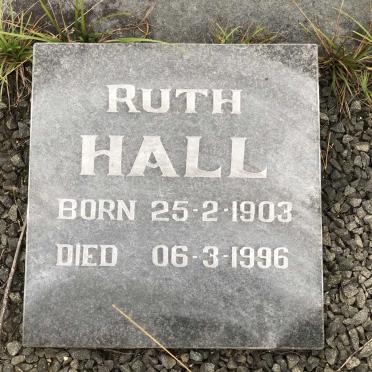 RUTH
HALL
BORN 25-2-1903
DIED 06-3-1996